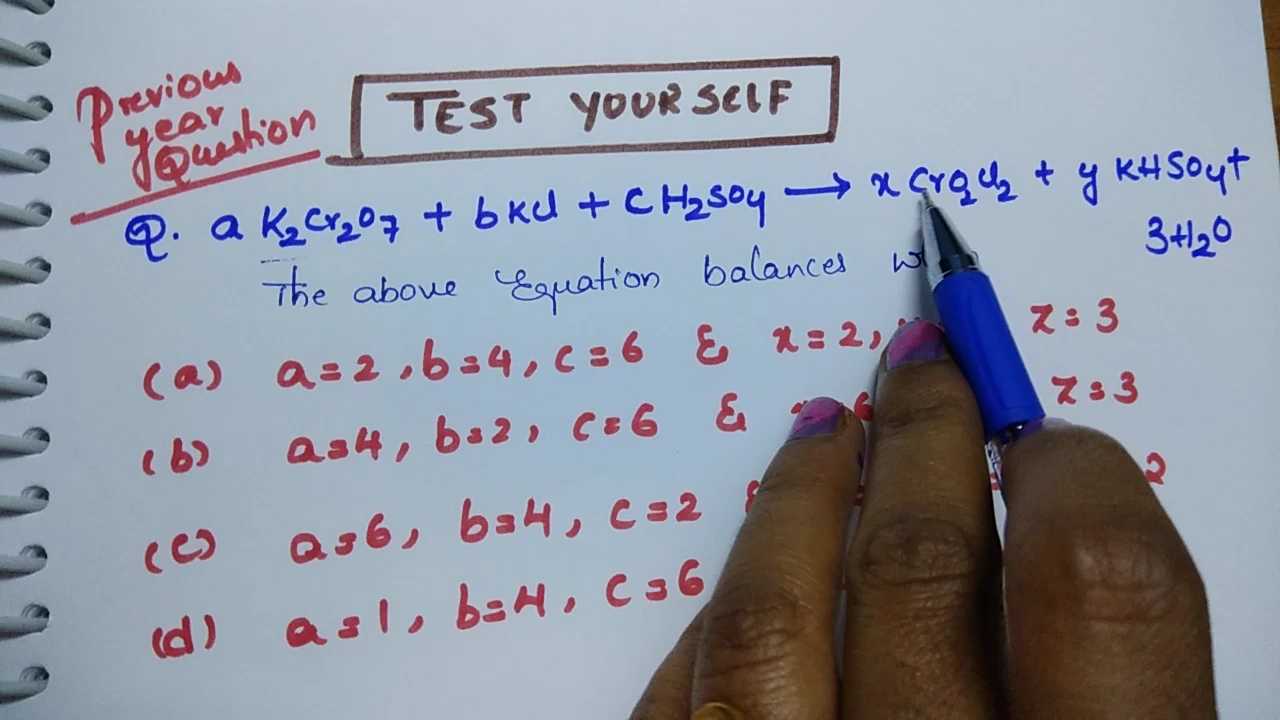 Previous
year
Question
TEST YOURSELF
Q. a K₂Cr₂O₇ + b KCl + C H₂SO₄ → x CrO₂Cl₂ + y KHSO₄ +
3H₂O
The above Equation balances
(a) a=2, b=4, c=6 & x=2, z=3
(b) a=4, b=2, c=6 & z=3
(c) a=6, b=4, c=2 2
(d) a=1, b=4, c=6